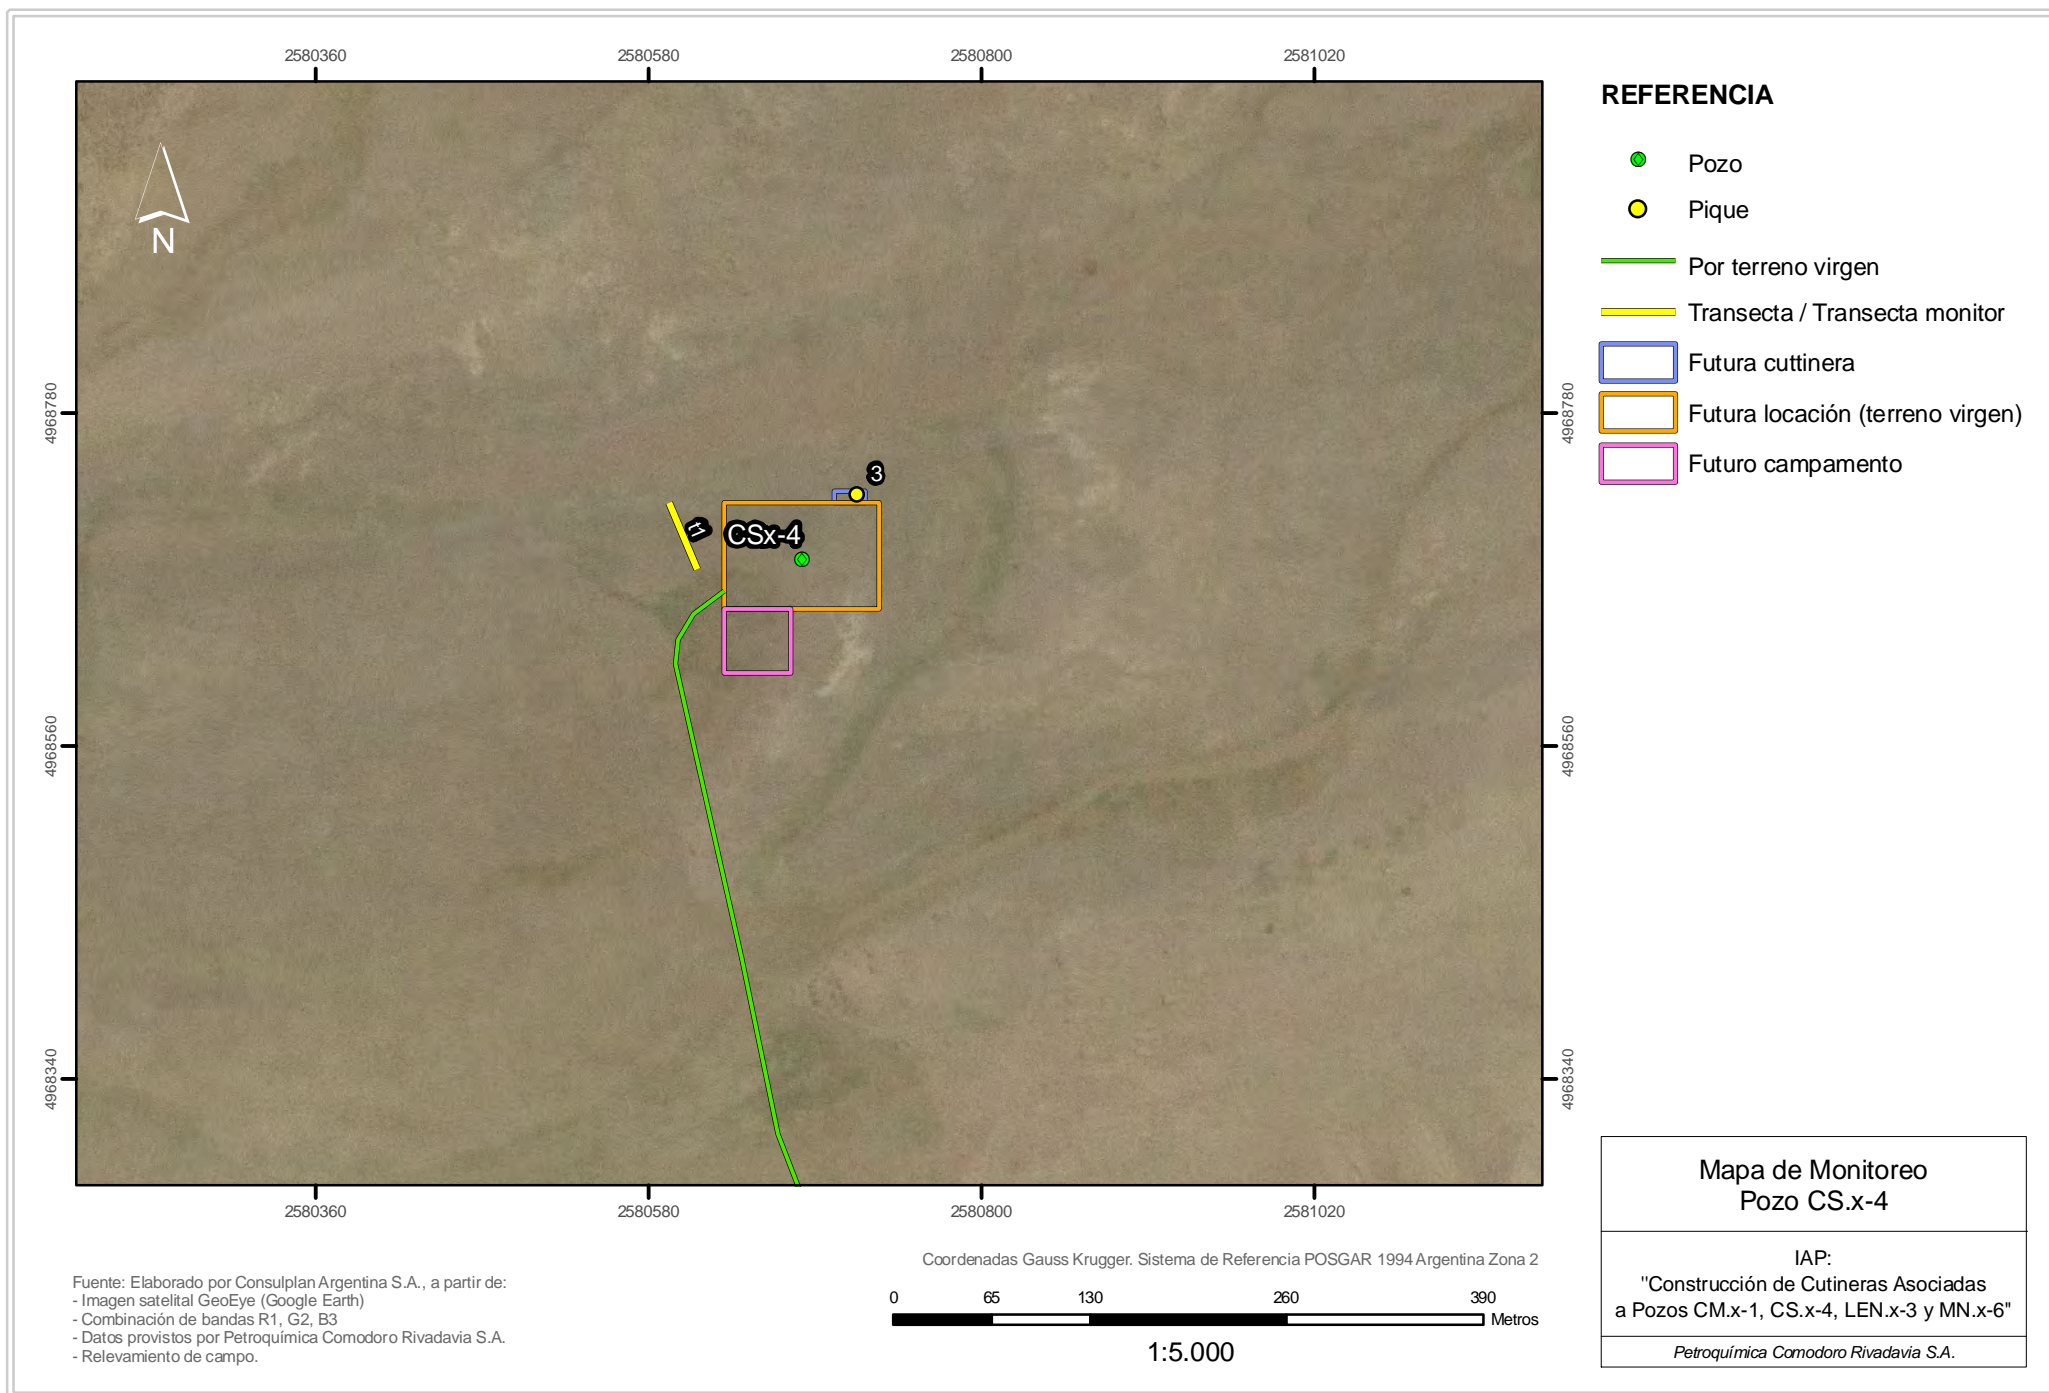 2580360 2580580 2580800 2581020
REFERENCIA
Pozo
Pique
Por terreno virgen
Transecta / Transecta monitor
Futura cuttinera
Futura locación (terreno virgen)
Futuro campamento
N
4968780 4968780
3
t1
CSx-4
4968560 4968560
4968340 4968340
2580360 2580580 2580800 2581020
Mapa de Monitoreo
Pozo CS.x-4
IAP:
"Construcción de Cutineras Asociadas
a Pozos CM.x-1, CS.x-4, LEN.x-3 y MN.x-6"
Petroquímica Comodoro Rivadavia S.A.
Coordenadas Gauss Krugger. Sistema de Referencia POSGAR 1994 Argentina Zona 2
0 65 130 260 390
Metros
1:5.000
Fuente: Elaborado por Consulplan Argentina S.A., a partir de:
- Imagen satelital GeoEye (Google Earth)
- Combinación de bandas R1, G2, B3
- Datos provistos por Petroquímica Comodoro Rivadavia S.A.
- Relevamiento de campo.